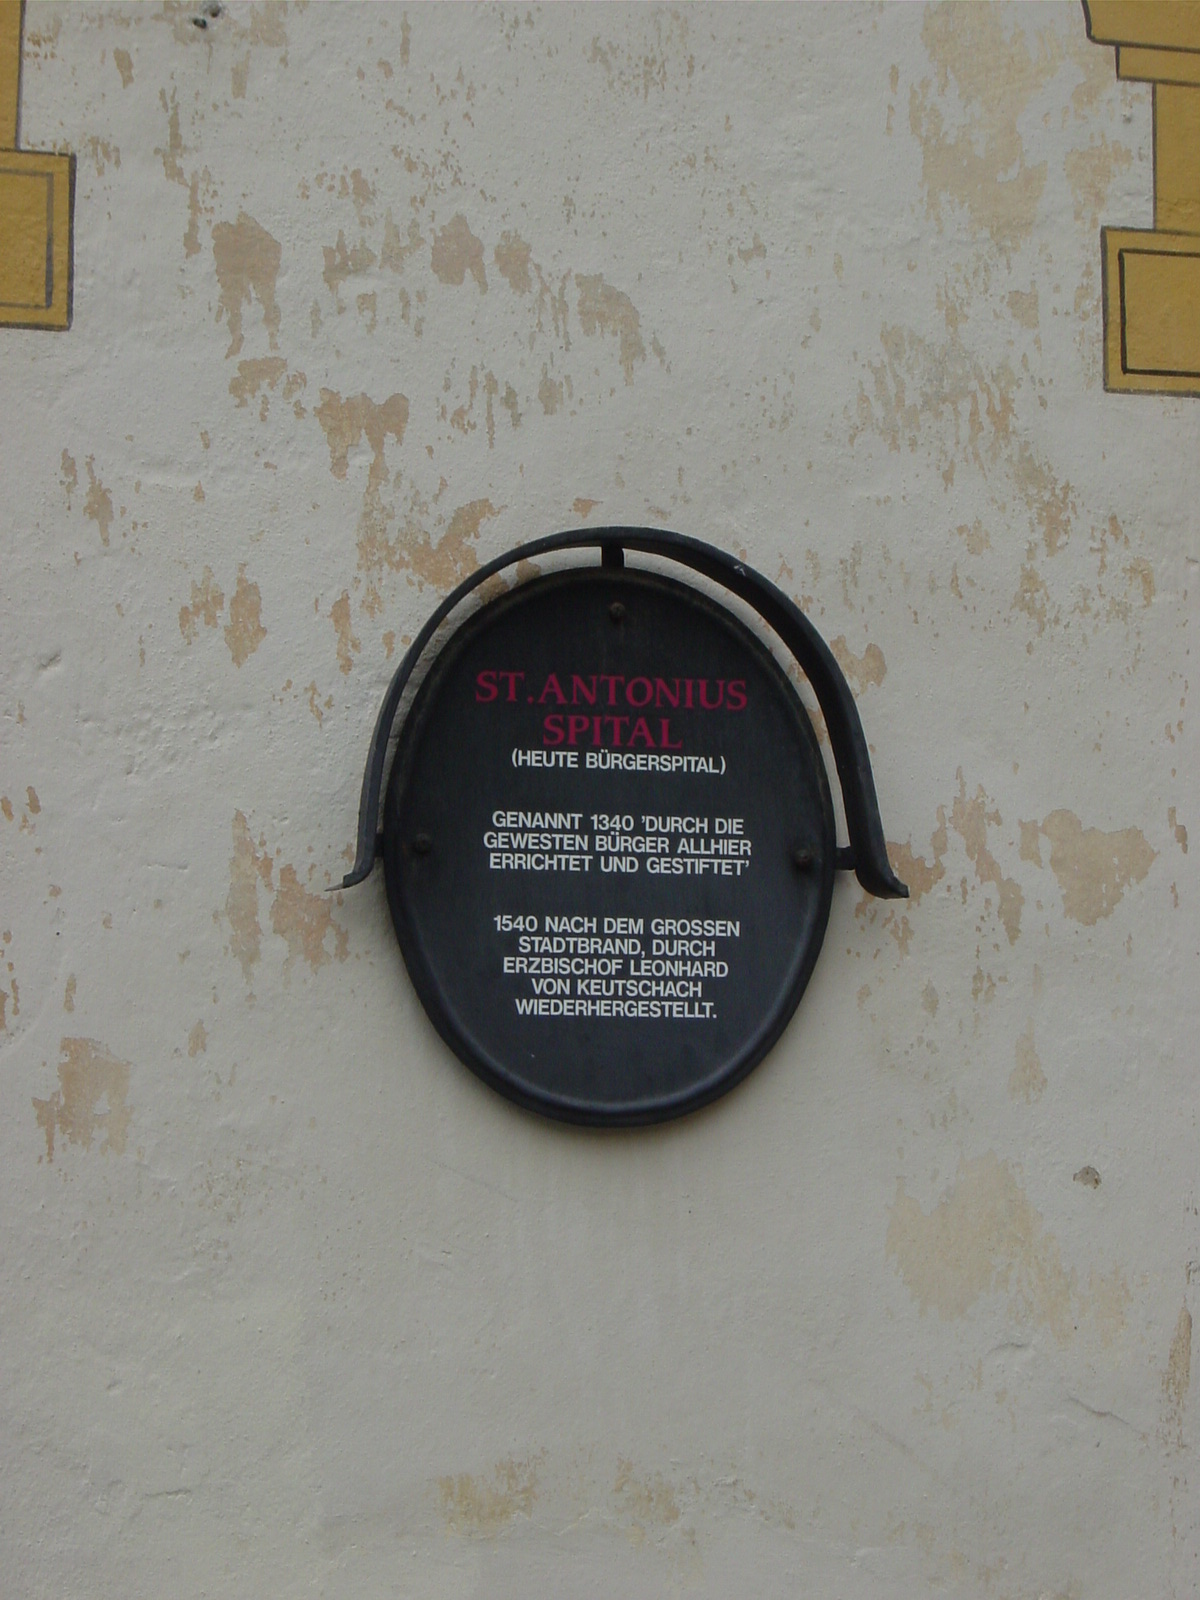 ST. ANTONIUS
SPITAL
(HEUTE BÜRGERSPITAL)
GENANNT 1340 'DURCH DIE
GEWESTEN BÜRGER ALLHIER
ERRICHTET UND GESTIFTET'
1540 NACH DEM GROSSEN
STADTBRAND, DURCH
ERZBISCHOF LEONHARD
VON KEUTSCHACH
WIEDERHERGESTELLT.